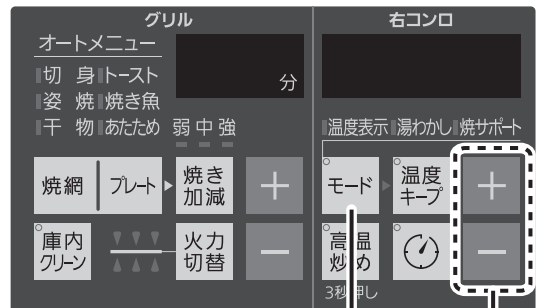 グリル
オートメニュー
切 身 トースト
姿 焼 焼き魚
干 物 あたため
分
弱 中 強
焼網 プレート
焼き
加減
＋
庫内
クリーン
火力
切替
−
右コンロ
温度表示 湯わかし 焼サポート
モード
温度
キープ
＋
高温
炒め
−
3秒押し